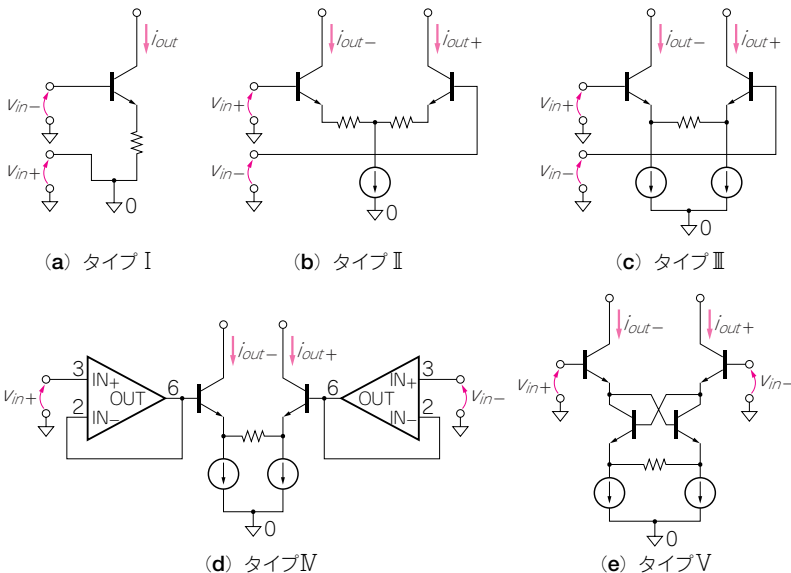 iout
vin−
vin+
0
(a) タイプⅠ
iout−
iout+
vin+
vin−
0
(b) タイプⅡ
iout−
iout+
vin+
vin−
0
(c) タイプⅢ
iout−
iout+
3
IN+
OUT
6
2
IN−
vin+
6
3
IN+
OUT
2
IN−
vin−
0
(d) タイプⅣ
iout−
iout+
vin+
vin−
0
(e) タイプⅤ